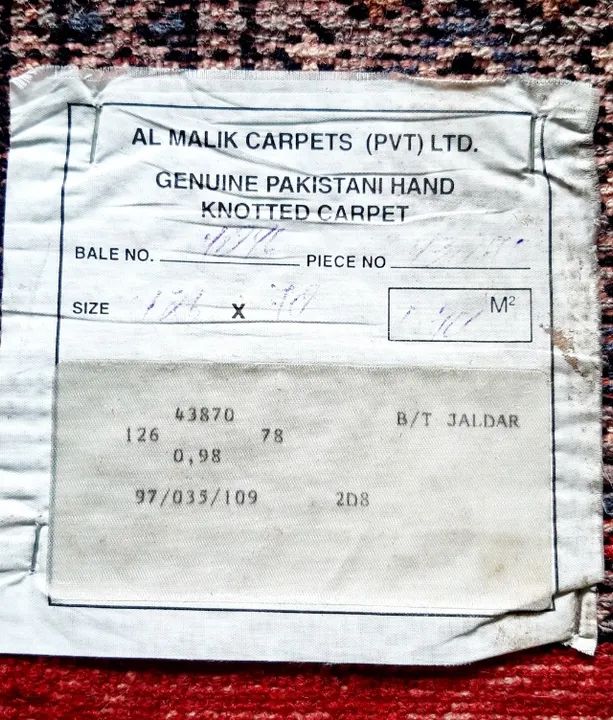 AL MALIK CARPETS (PVT) LTD.
GENUINE PAKISTANI HAND
KNOTTED CARPET
BALE NO. PIECE NO
SIZE 126 X M²
43870 B/T JALDAR
126 78
0,98
97/035/109 2D8